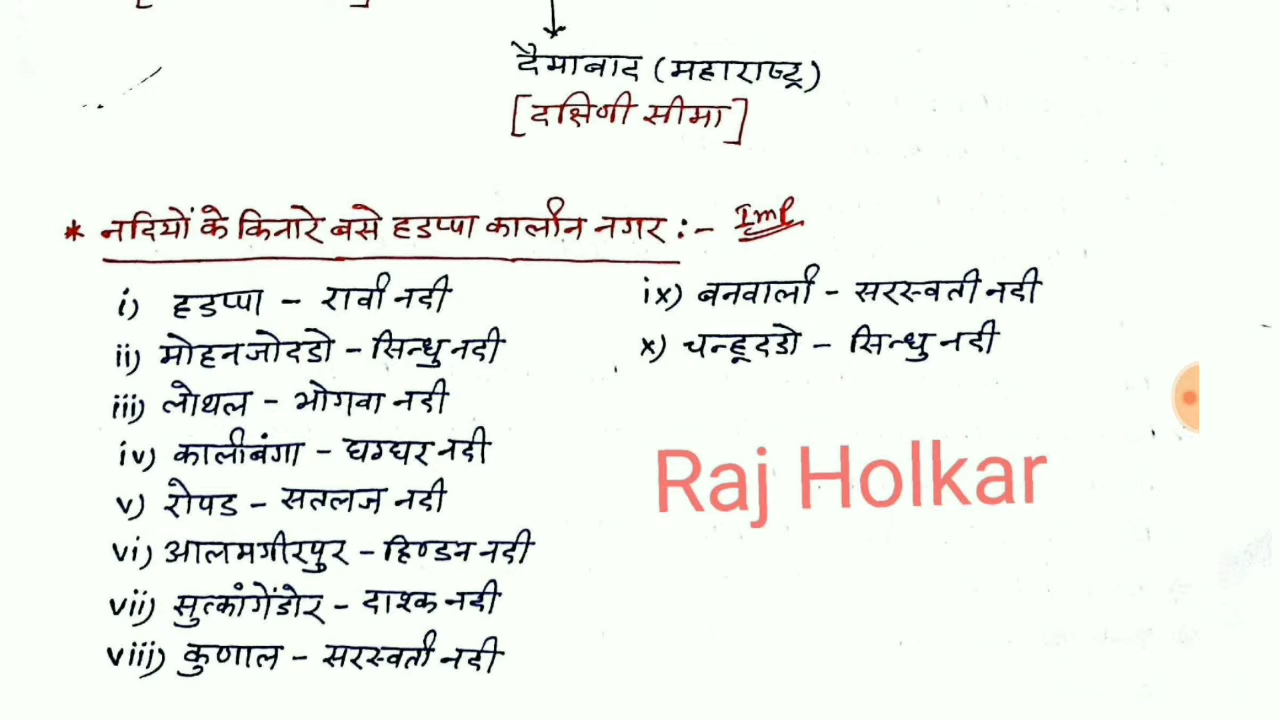 दैमाबाद (महाराष्ट्र)
[दक्षिणी सीमा]
* नदियों के किनारे बसे हडप्पा कालीन नगर :- Imp
i) हडप्पा - रावी नदी
ii) मोहनजोदडो - सिन्धु नदी
iii) लोथल - भोगवा नदी
iv) कालीबंगा - घग्घर नदी
v) रोपड - सतलज नदी
vi) आलमगीरपुर - हिण्डन नदी
vii) सुत्कांगेंडोर - दाश्क नदी
viii) कुणाल - सरस्वती नदी
ix) बनवाली - सरस्वती नदी
x) चन्हूदडो - सिन्धु नदी
Raj Holkar